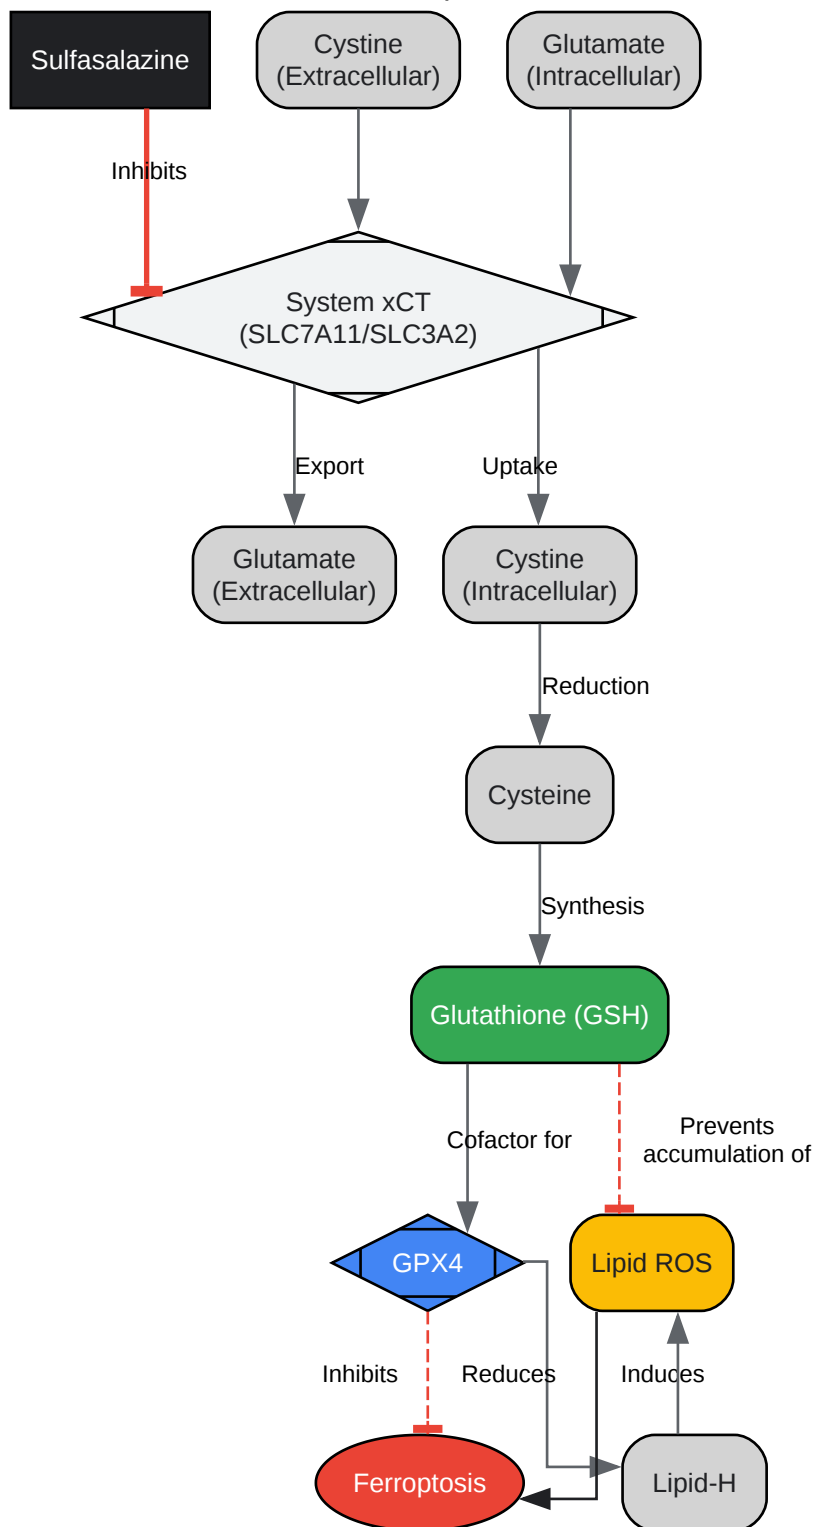 Sulfasalazine
Cystine
(Extracellular)
Glutamate
(Intracellular)
Inhibits
System xCT
(SLC7A11/SLC3A2)
Export
Uptake
Glutamate
(Extracellular)
Cystine
(Intracellular)
Reduction
Cysteine
Synthesis
Glutathione (GSH)
Cofactor for
Prevents
accumulation of
GPX4
Lipid ROS
Inhibits
Reduces
Induces
Ferroptosis
Lipid-H